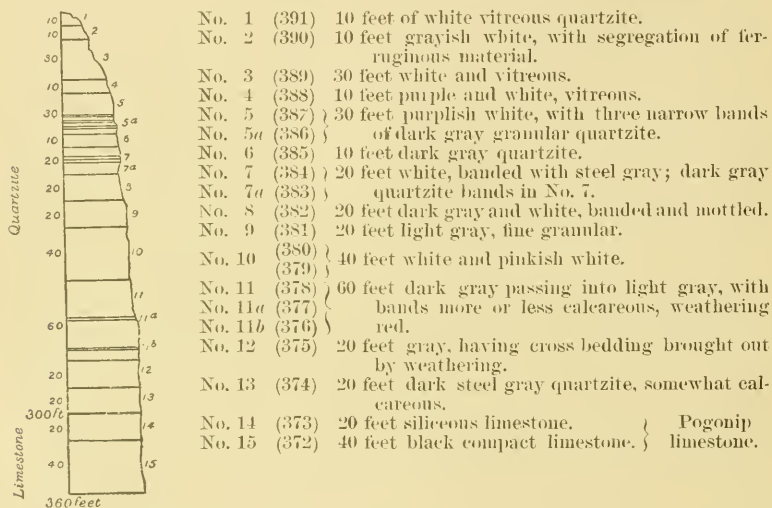 No. 1 (391) 10 feet of white vitreous quartzite.
No. 2 (390) 10 feet grayish white, with segregation of fer-
ruginous material.
No. 3 (389) 30 feet white and vitreous.
No. 4 (388) 10 feet purple and white, vitreous.
No. 5 (387) } 30 feet purplish white, with three narrow bands
No. 5a (386) } of dark gray granular quartzite.
No. 6 (385) 10 feet dark gray quartzite.
No. 7 (384) } 20 feet white, banded with steel gray; dark gray
No. 7a (383) } quartzite bands in No. 7.
No. 8 (382) 20 feet dark gray and white, banded and mottled.
No. 9 (381) 20 feet light gray, fine granular.
No. 10 (380) (379) } 40 feet white and pinkish white.
No. 11 (378) } 60 feet dark gray passing into light gray, with
No. 11a (377) } bands more or less calcareous, weathering
No. 11b (376) } red.
No. 12 (375) 20 feet gray, having cross bedding brought out
by weathering.
No. 13 (374) 20 feet dark steel gray quartzite, somewhat cal-
careous.
No. 14 (373) 20 feet siliceous limestone. } Pogonip
No. 15 (372) 40 feet black compact limestone. } limestone.
Quartzite
Limestone
10 1
10 2
30 3
10 4
5
30 5a
10 6
20 7
7a
20 8
20 9
40 10
11
11a
60
b
20 12
20 13
300ft
20 14
40 15
360feet